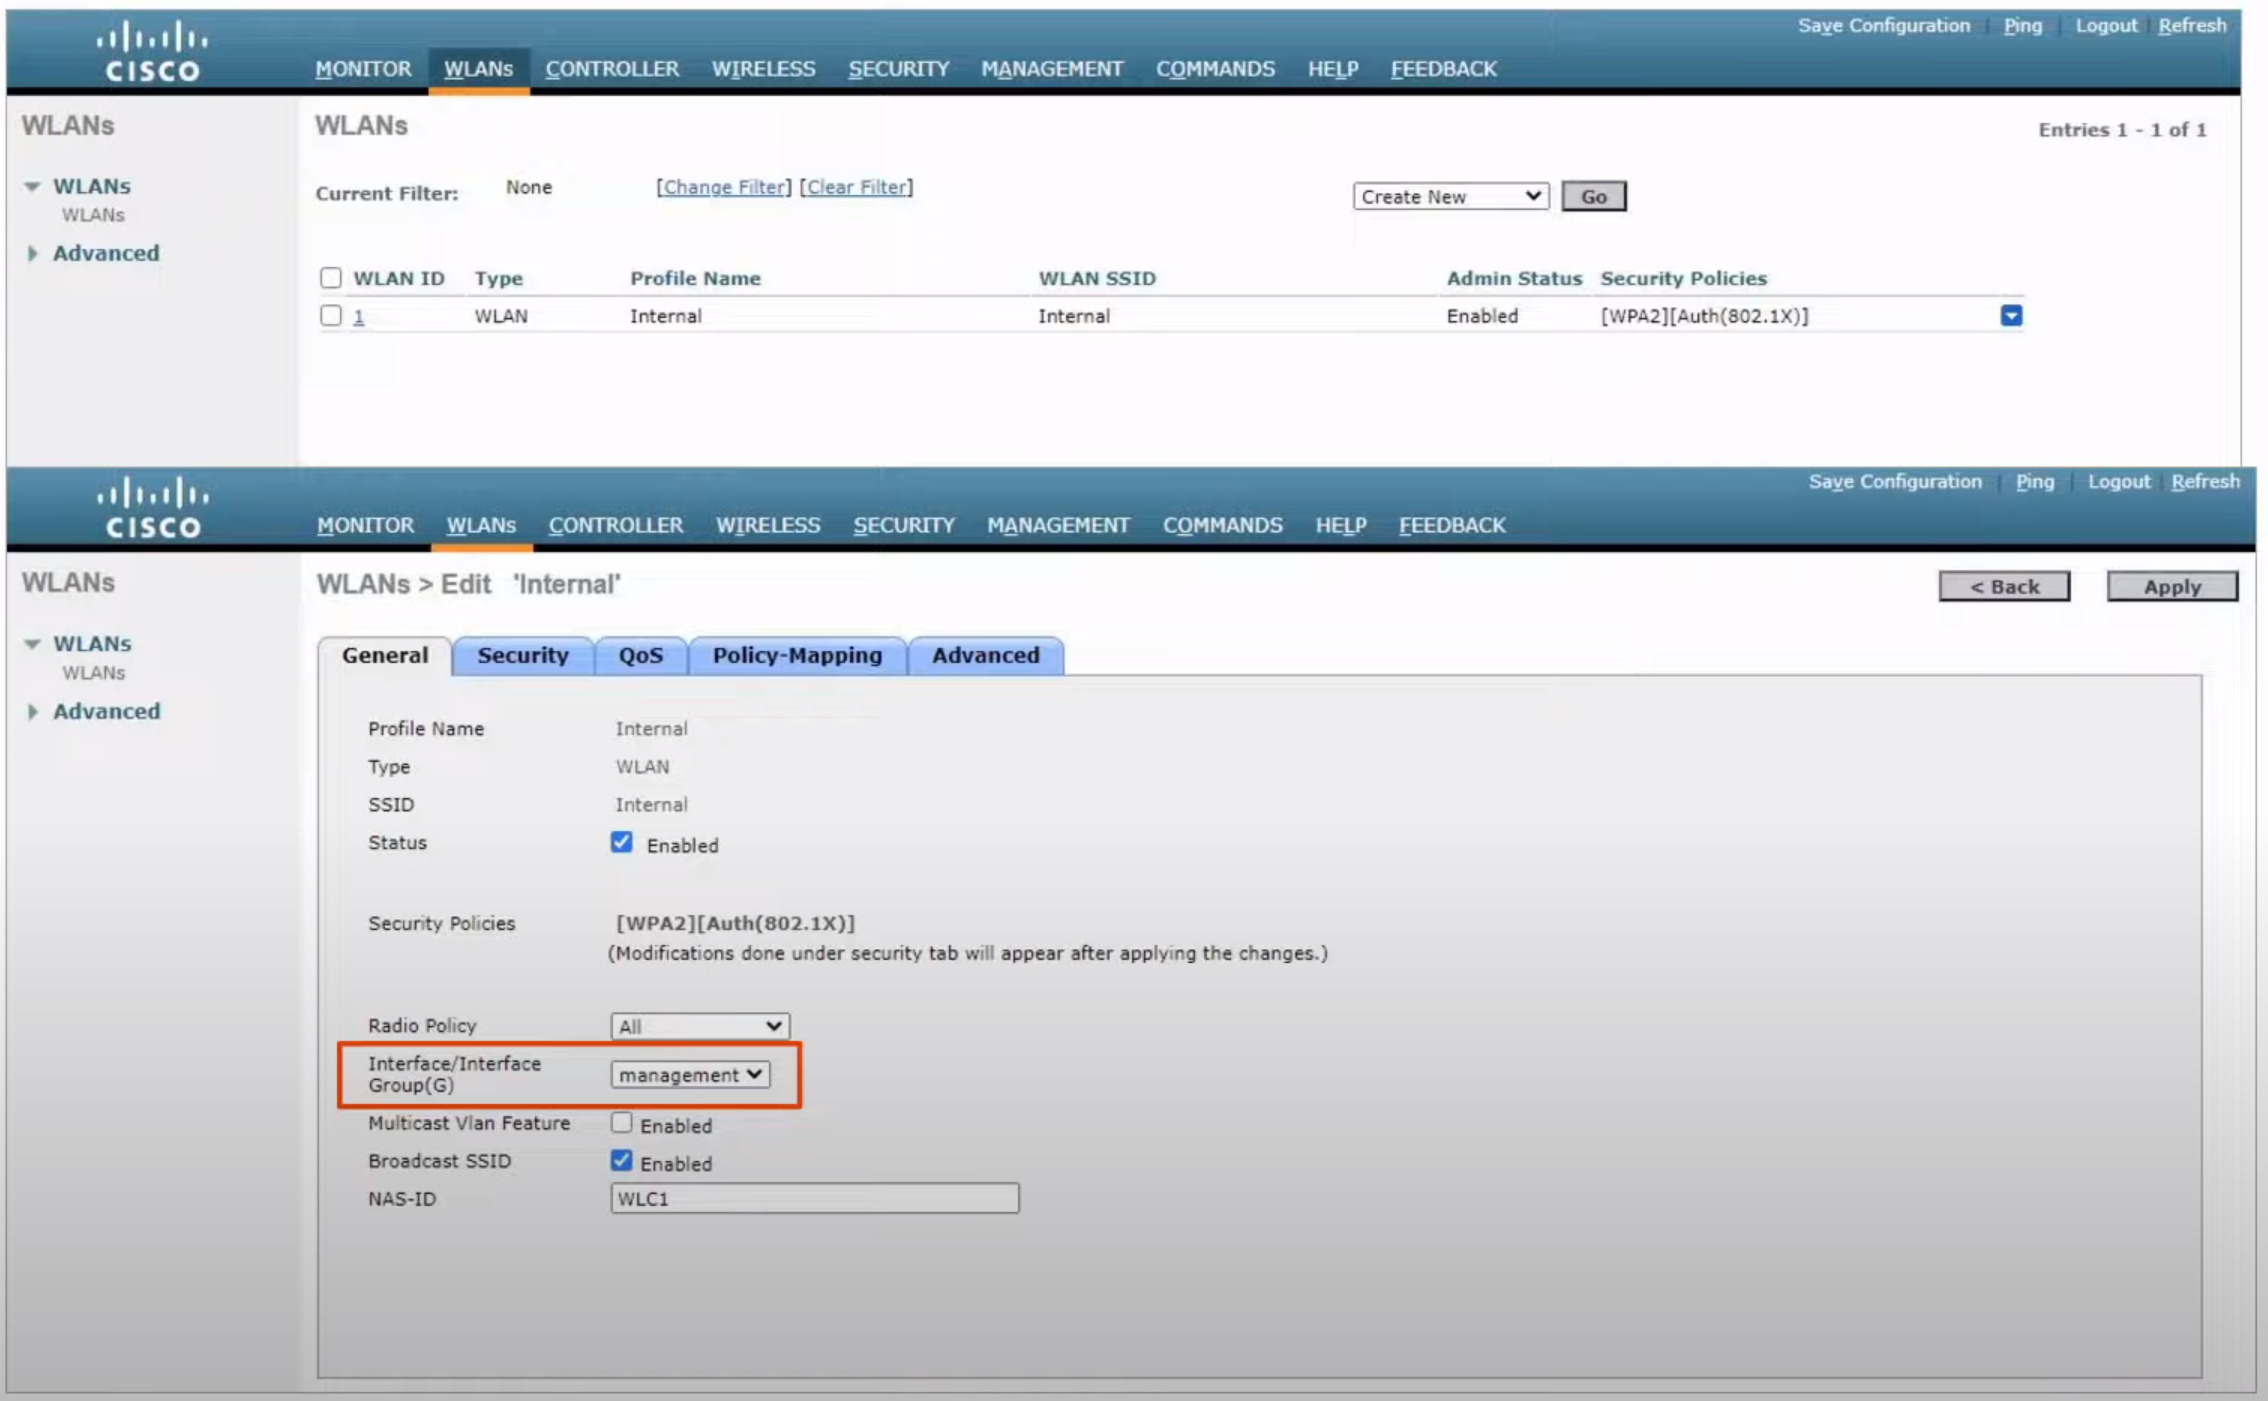 Save Configuration Ping Logout Refresh
CISCO
MONITOR WLANs CONTROLLER WIRELESS SECURITY MANAGEMENT COMMANDS HELP FEEDBACK
WLANs
WLANs
WLANs
Advanced
WLANs
Entries 1 - 1 of 1
Current Filter: None [Change Filter] [Clear Filter]
Create New Go
WLAN ID Type Profile Name WLAN SSID Admin Status Security Policies
1 WLAN Internal Internal Enabled [WPA2][Auth(802.1X)]
Save Configuration Ping Logout Refresh
CISCO
MONITOR WLANs CONTROLLER WIRELESS SECURITY MANAGEMENT COMMANDS HELP FEEDBACK
WLANs
WLANs
WLANs
Advanced
WLANs > Edit 'Internal'
< Back Apply
General Security QoS Policy-Mapping Advanced
Profile Name Internal
Type WLAN
SSID Internal
Status Enabled
Security Policies [WPA2][Auth(802.1X)]
(Modifications done under security tab will appear after applying the changes.)
Radio Policy All
Interface/Interface
Group(G) management
Multicast Vlan Feature Enabled
Broadcast SSID Enabled
NAS-ID WLC1